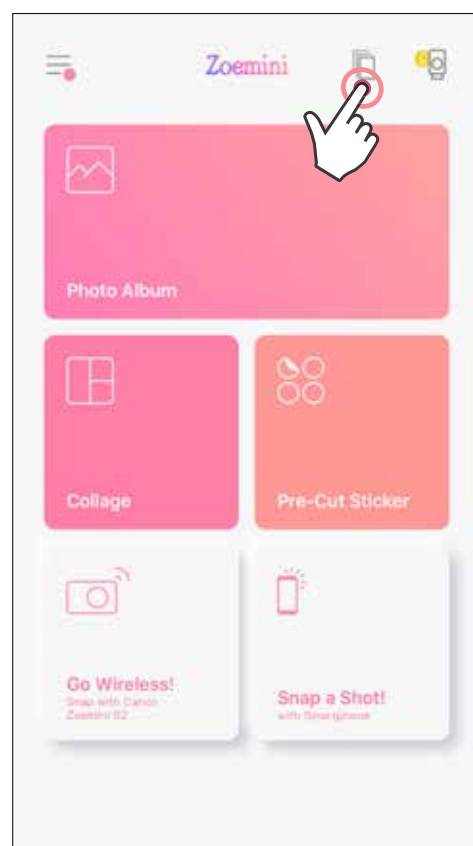 Zoemini
Photo Album
Collage
Pre-Cut Sticker
Go Wireless!
Snap with Canon
Zoemini S2
Snap a Shot!
with Smartphone